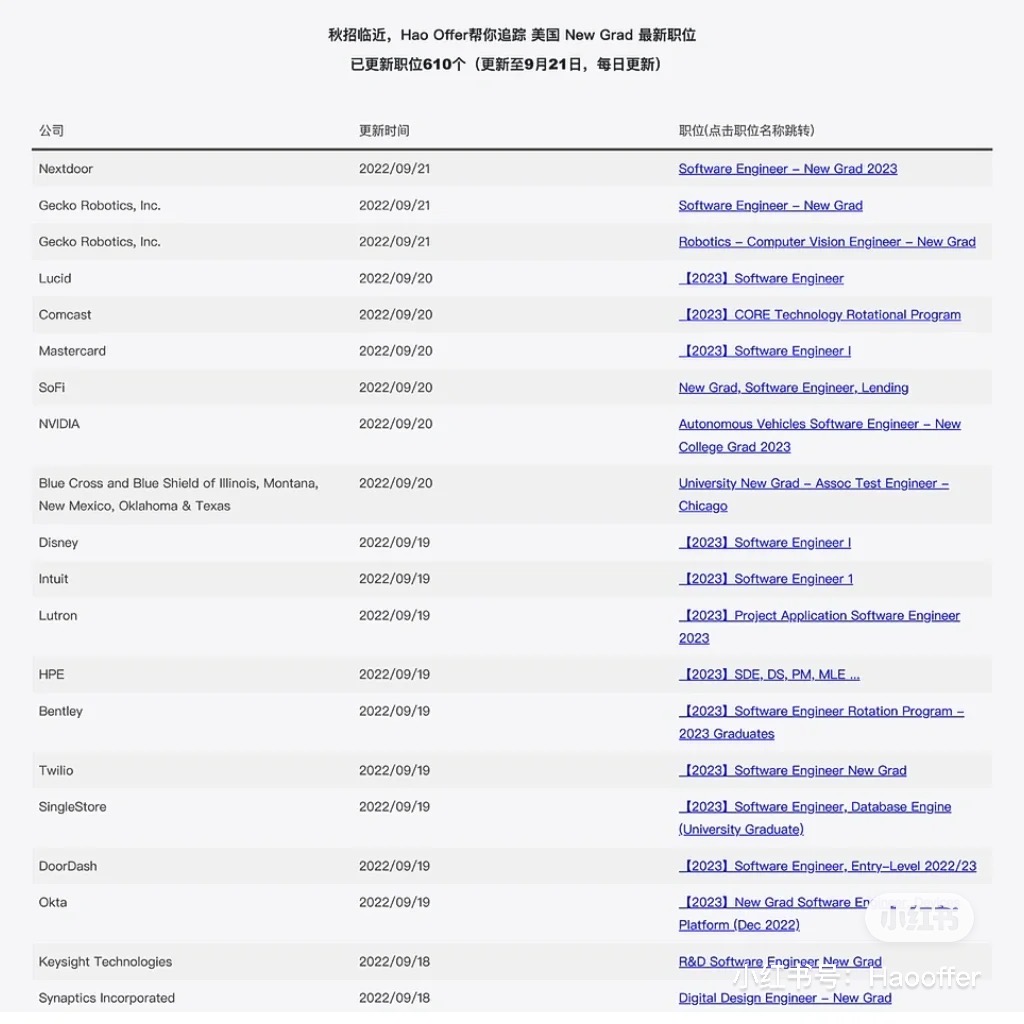 秋招临近，Hao Offer帮你追踪 美国 New Grad 最新职位
已更新职位610个（更新至9月21日，每日更新）
公司 更新时间 职位(点击职位名称跳转)
Nextdoor 2022/09/21 Software Engineer – New Grad 2023
Gecko Robotics, Inc. 2022/09/21 Software Engineer – New Grad
Gecko Robotics, Inc. 2022/09/21 Robotics – Computer Vision Engineer – New Grad
Lucid 2022/09/20 【2023】Software Engineer
Comcast 2022/09/20 【2023】CORE Technology Rotational Program
Mastercard 2022/09/20 【2023】Software Engineer I
SoFi 2022/09/20 New Grad, Software Engineer, Lending
NVIDIA 2022/09/20 Autonomous Vehicles Software Engineer – New
College Grad 2023
Blue Cross and Blue Shield of Illinois, Montana, 2022/09/20 University New Grad – Assoc Test Engineer –
New Mexico, Oklahoma & Texas Chicago
Disney 2022/09/19 【2023】Software Engineer I
Intuit 2022/09/19 【2023】Software Engineer 1
Lutron 2022/09/19 【2023】Project Application Software Engineer
2023
HPE 2022/09/19 【2023】SDE, DS, PM, MLE ...
Bentley 2022/09/19 【2023】Software Engineer Rotation Program –
2023 Graduates
Twilio 2022/09/19 【2023】Software Engineer New Grad
SingleStore 2022/09/19 【2023】Software Engineer, Database Engine
(University Graduate)
DoorDash 2022/09/19 【2023】Software Engineer, Entry–Level 2022/23
Okta 2022/09/19 【2023】New Grad Software
Platform (Dec 2022)
小红书
Keysight Technologies 2022/09/18 R&D Software Engineer New Grad
小红书号：Haooffer
Synaptics Incorporated 2022/09/18 Digital Design Engineer – New Grad